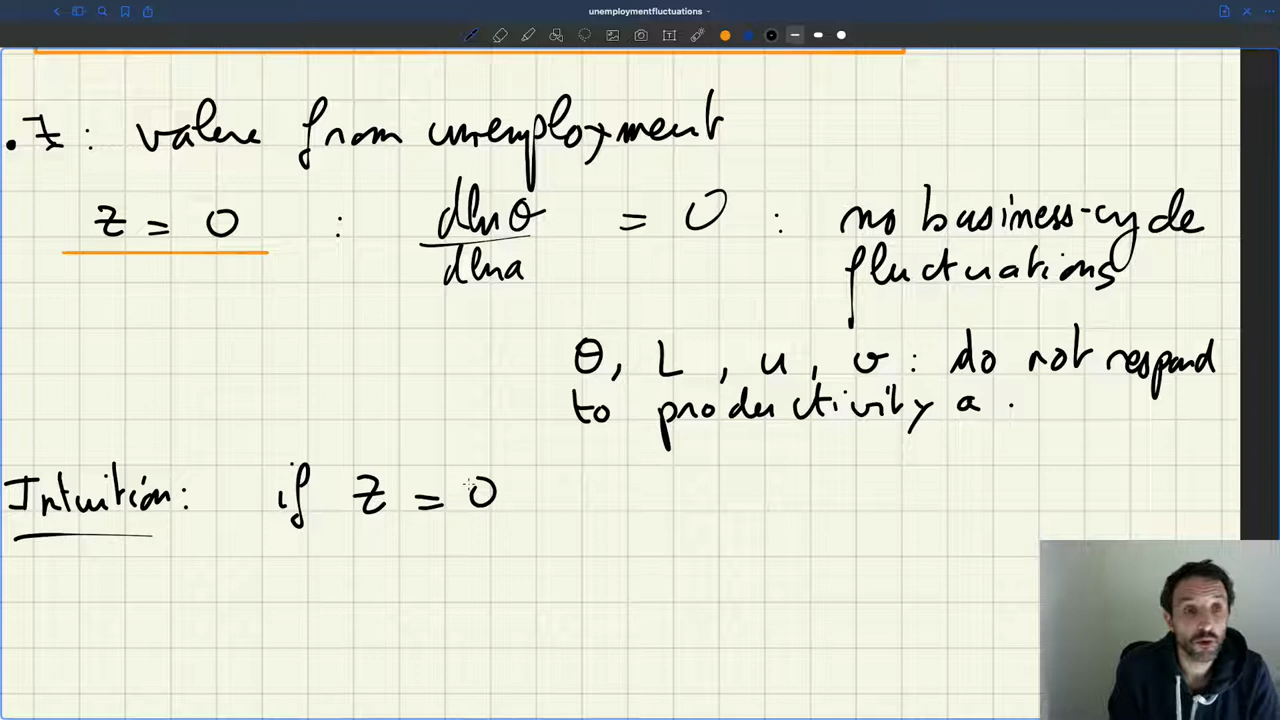 unemploymentfluctuations
. z : value from unemployment
z = 0 : dlnθ / dlna = 0 : no business-cycle
fluctuations
θ, L, u, v : do not respond
to productivity a .
Intuition: if z = 0